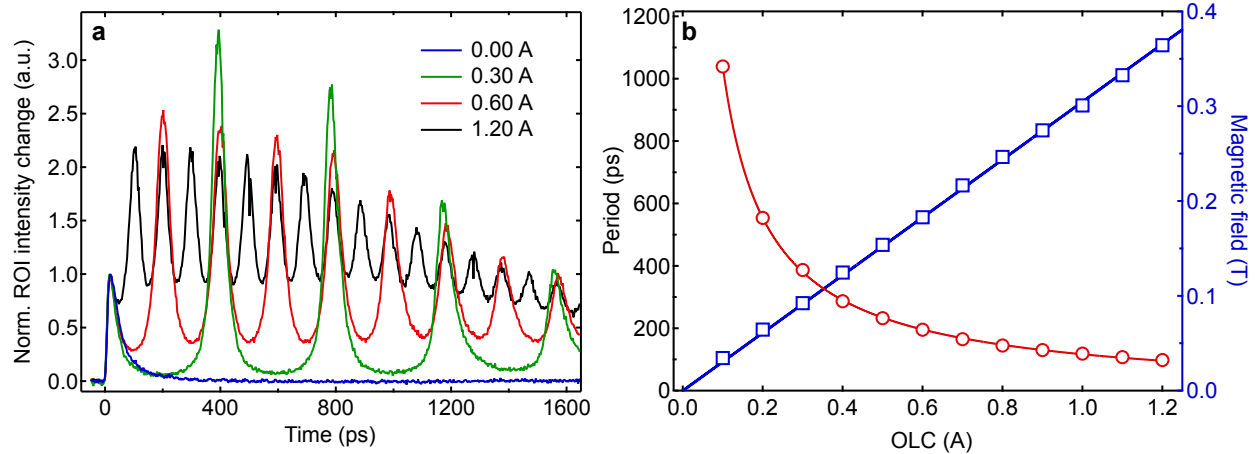 a
Norm. ROI intensity change (a.u.)
3.0
2.5
2.0
1.5
1.0
0.5
0.0
0.00 A
0.30 A
0.60 A
1.20 A
0 400 800 1200 1600
Time (ps)
b
Period (ps)
1200
1000
800
600
400
200
0
0.4
0.3
0.2
0.1
0.0
Magnetic field (T)
0.0 0.2 0.4 0.6 0.8 1.0 1.2
OLC (A)